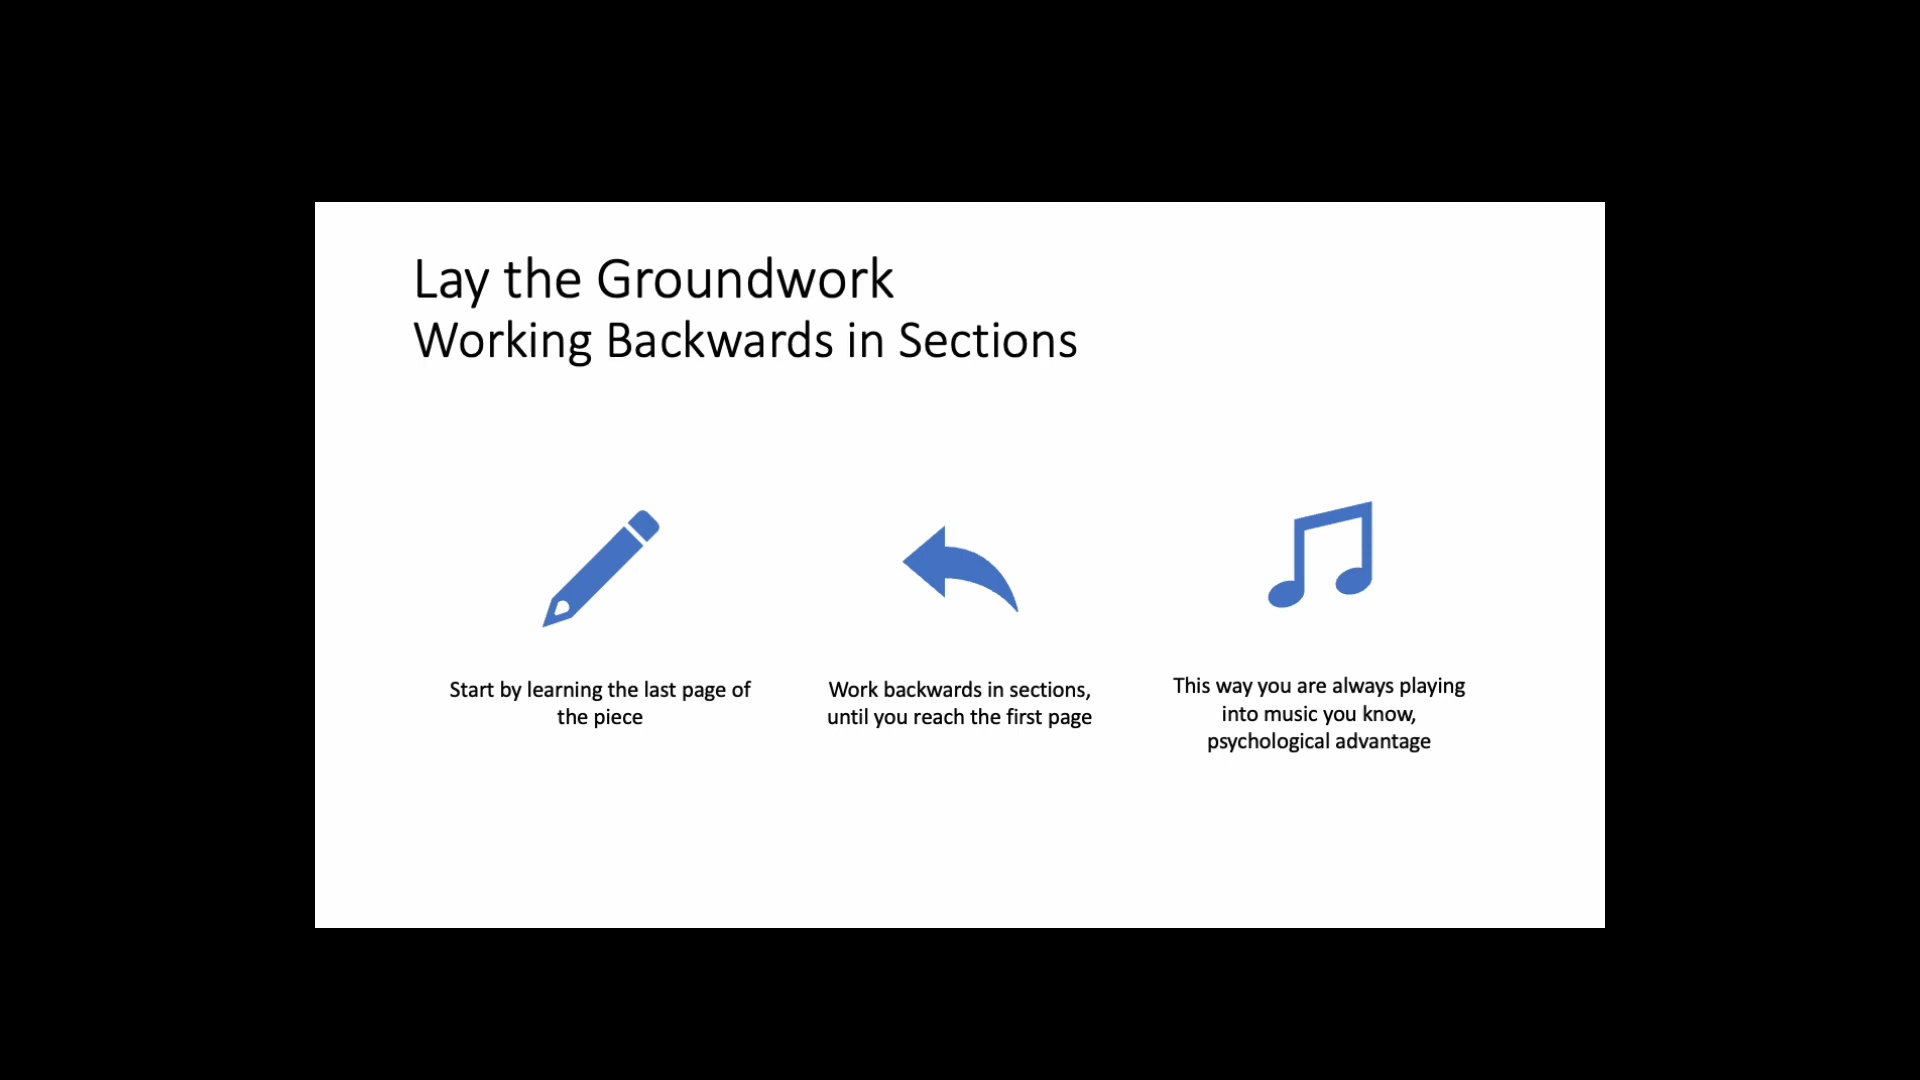 Lay the Groundwork
Working Backwards in Sections
Start by learning the last page of
the piece
Work backwards in sections,
until you reach the first page
This way you are always playing
into music you know,
psychological advantage